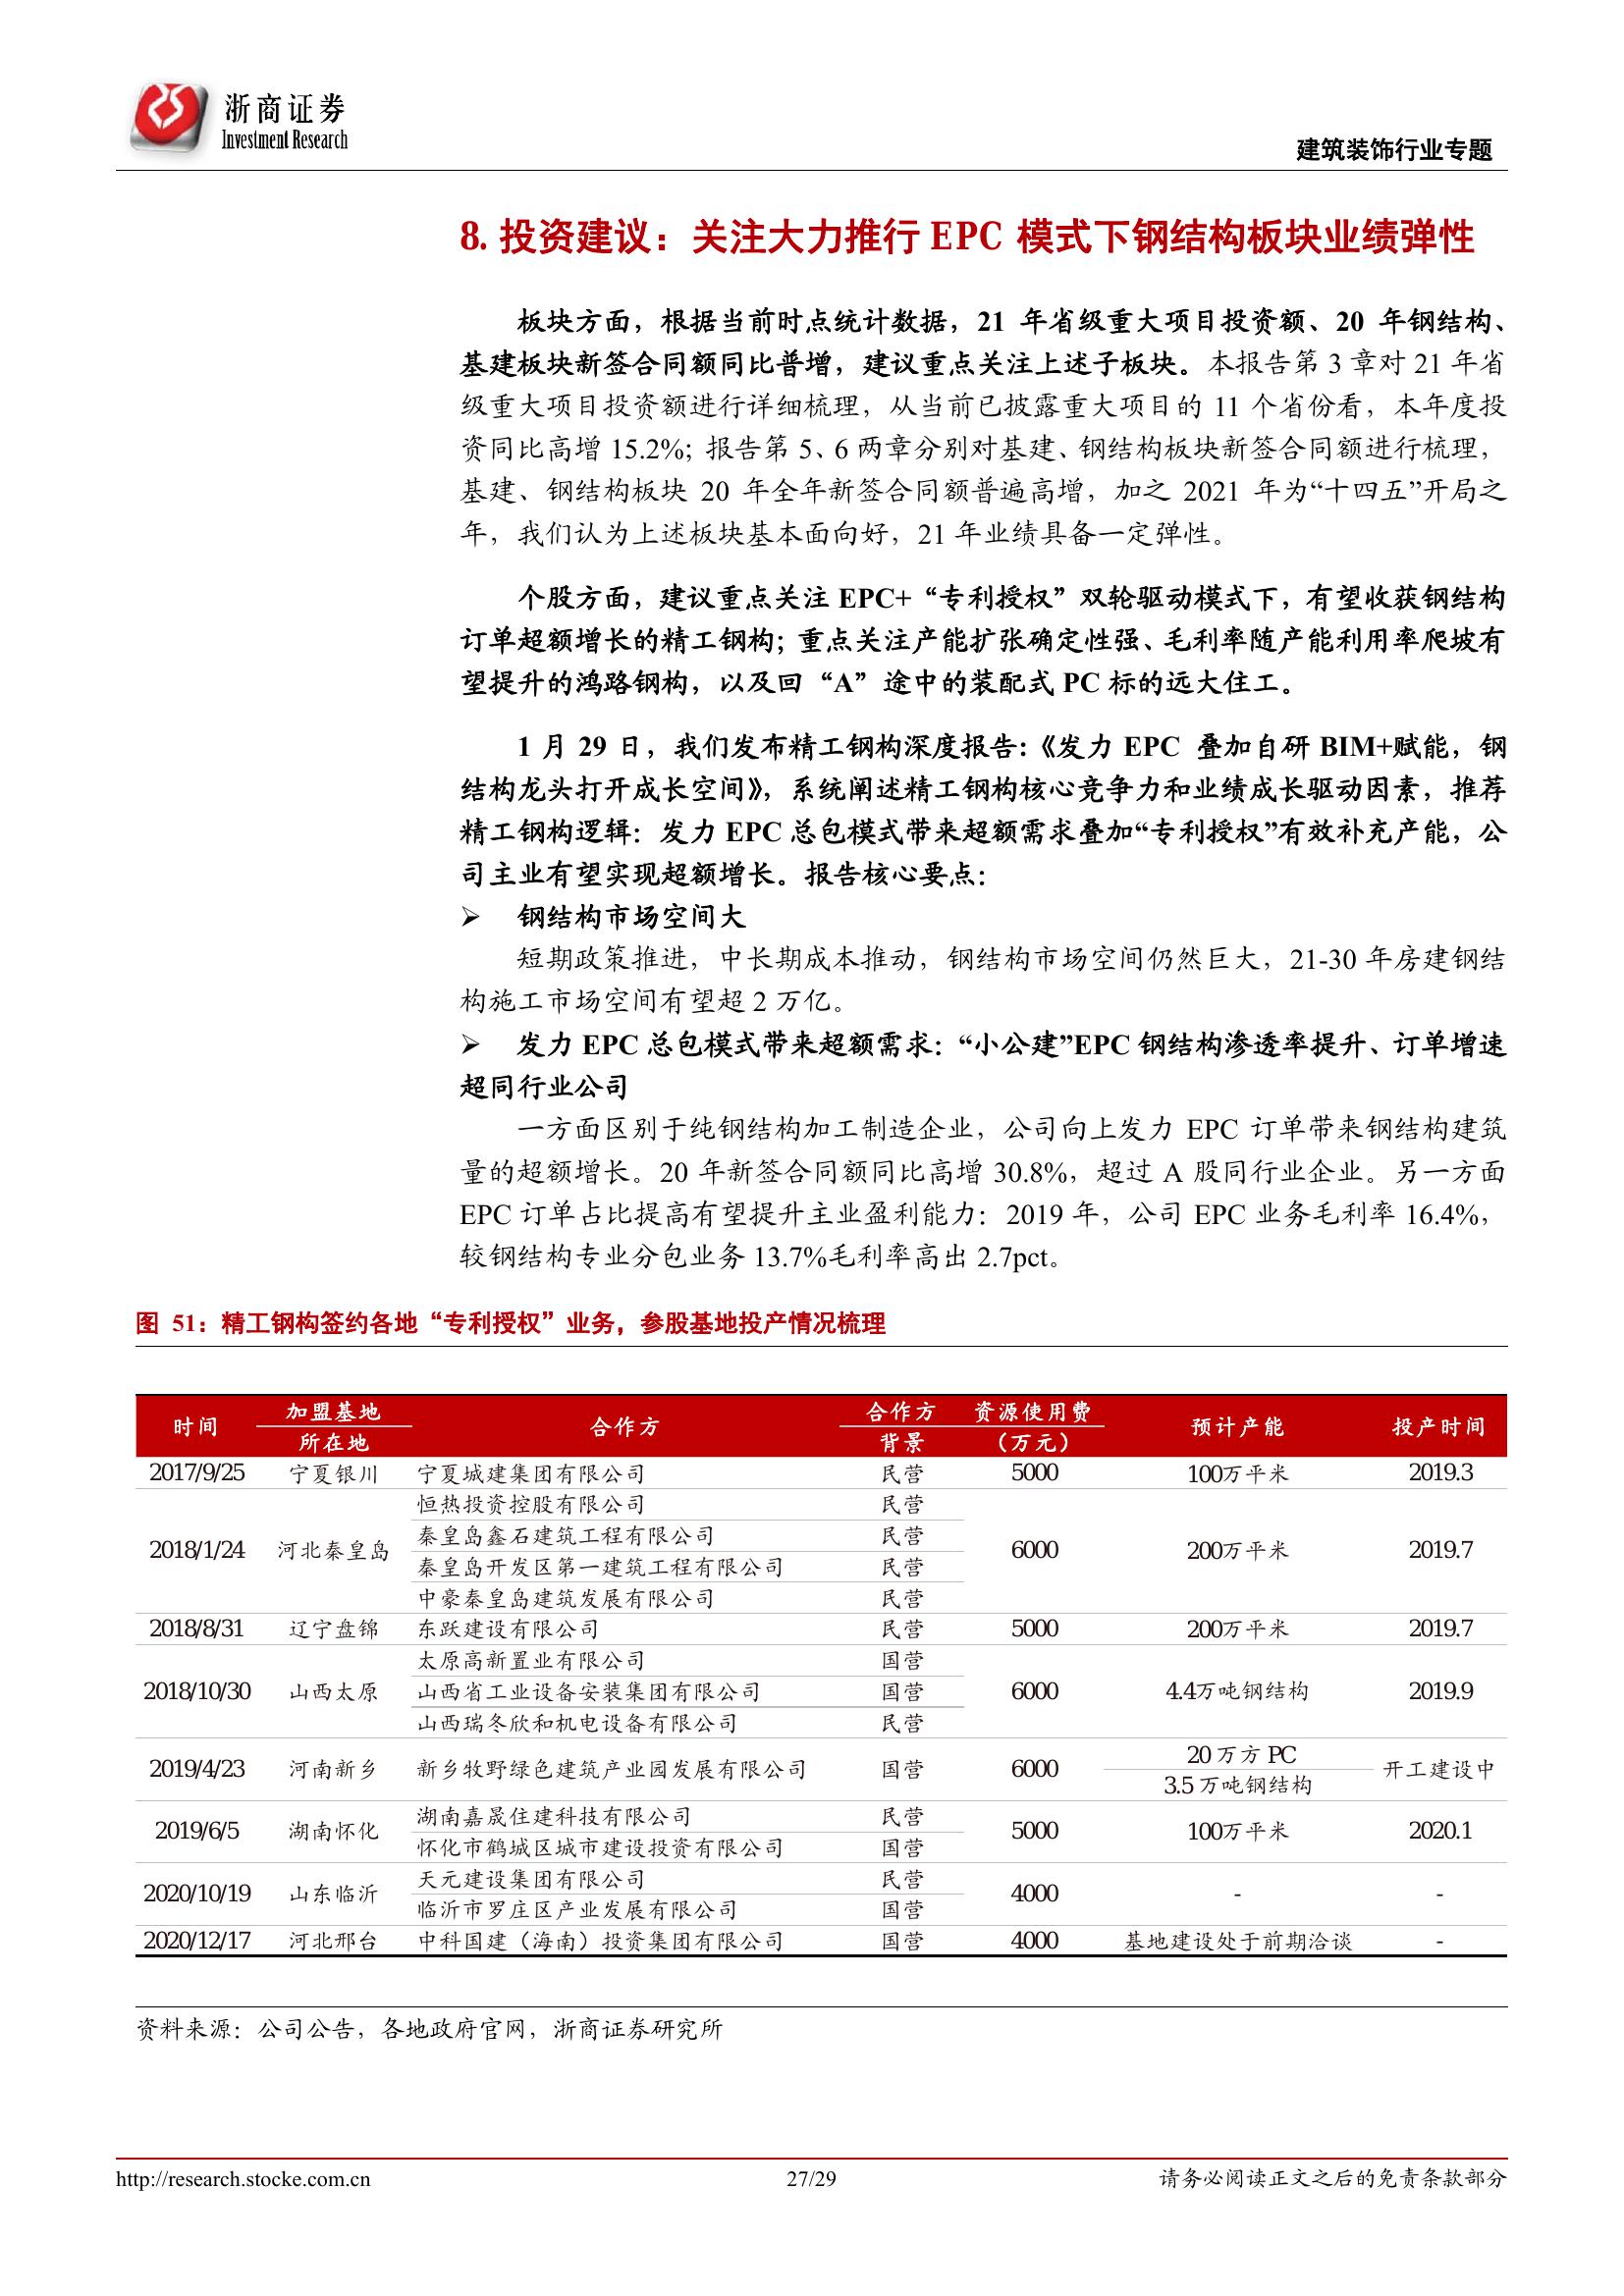 浙商证券
Investment Research
建筑装饰行业专题
8. 投资建议：关注大力推行 EPC 模式下钢结构板块业绩弹性
板块方面，根据当前时点统计数据，21 年省级重大项目投资额、20 年钢结构、
基建板块新签合同额同比普增，建议重点关注上述子板块。本报告第 3 章对 21 年省
级重大项目投资额进行详细梳理，从当前已披露重大项目的 11 个省份看，本年度投
资同比高增 15.2%；报告第 5、6 两章分别对基建、钢结构板块新签合同额进行梳理，
基建、钢结构板块 20 年全年新签合同额普遍高增，加之 2021 年为“十四五”开局之
年，我们认为上述板块基本面向好，21 年业绩具备一定弹性。
个股方面，建议重点关注 EPC+“专利授权”双轮驱动模式下，有望收获钢结构
订单超额增长的精工钢构；重点关注产能扩张确定性强、毛利率随产能利用率爬坡有
望提升的鸿路钢构，以及回“A”途中的装配式 PC 标的远大住工。
1 月 29 日，我们发布精工钢构深度报告：《发力 EPC 叠加自研 BIM+赋能，钢
结构龙头打开成长空间》，系统阐述精工钢构核心竞争力和业绩成长驱动因素，推荐
精工钢构逻辑：发力 EPC 总包模式带来超额需求叠加“专利授权”有效补充产能，公
司主业有望实现超额增长。报告核心要点：
➢ 钢结构市场空间大
短期政策推进，中长期成本推动，钢结构市场空间仍然巨大，21-30 年房建钢结
构施工市场空间有望超 2 万亿。
➢ 发力 EPC 总包模式带来超额需求：“小公建”EPC 钢结构渗透率提升、订单增速
超同行业公司
一方面区别于纯钢结构加工制造企业，公司向上发力 EPC 订单带来钢结构建筑
量的超额增长。20 年新签合同额同比高增 30.8%，超过 A 股同行业企业。另一方面
EPC 订单占比提高有望提升主业盈利能力：2019 年，公司 EPC 业务毛利率 16.4%，
较钢结构专业分包业务 13.7%毛利率高出 2.7pct。
图 51：精工钢构签约各地“专利授权”业务，参股基地投产情况梳理
时间 加盟基地 所在地 合作方 合作方 背景 资源使用费 （万元） 预计产能 投产时间
2017/9/25 宁夏银川 宁夏城建集团有限公司 民营 5000 100万平米 2019.3
2018/1/24 河北秦皇岛 恒热投资控股有限公司 民营 6000 200万平米 2019.7
秦皇岛鑫石建筑工程有限公司 民营
秦皇岛开发区第一建筑工程有限公司 民营
中豪秦皇岛建筑发展有限公司 民营
2018/8/31 辽宁盘锦 东跃建设有限公司 民营 5000 200万平米 2019.7
2018/10/30 山西太原 太原高新置业有限公司 国营 6000 4.4万吨钢结构 2019.9
山西省工业设备安装集团有限公司 国营
山西瑞冬欣和机电设备有限公司 民营
2019/4/23 河南新乡 新乡牧野绿色建筑产业园发展有限公司 国营 6000 20万方 PC 开工建设中
3.5万吨钢结构
2019/6/5 湖南怀化 湖南嘉晟住建科技有限公司 民营 5000 100万平米 2020.1
怀化市鹤城区城市建设投资有限公司 国营
2020/10/19 山东临沂 天元建设集团有限公司 民营 4000 - -
临沂市罗庄区产业发展有限公司 国营
2020/12/17 河北邢台 中科国建（海南）投资集团有限公司 国营 4000 基地建设处于前期洽谈 -
资料来源：公司公告，各地政府官网，浙商证券研究所
http://research.stocke.com.cn 27/29 请务必阅读正文之后的免责条款部分